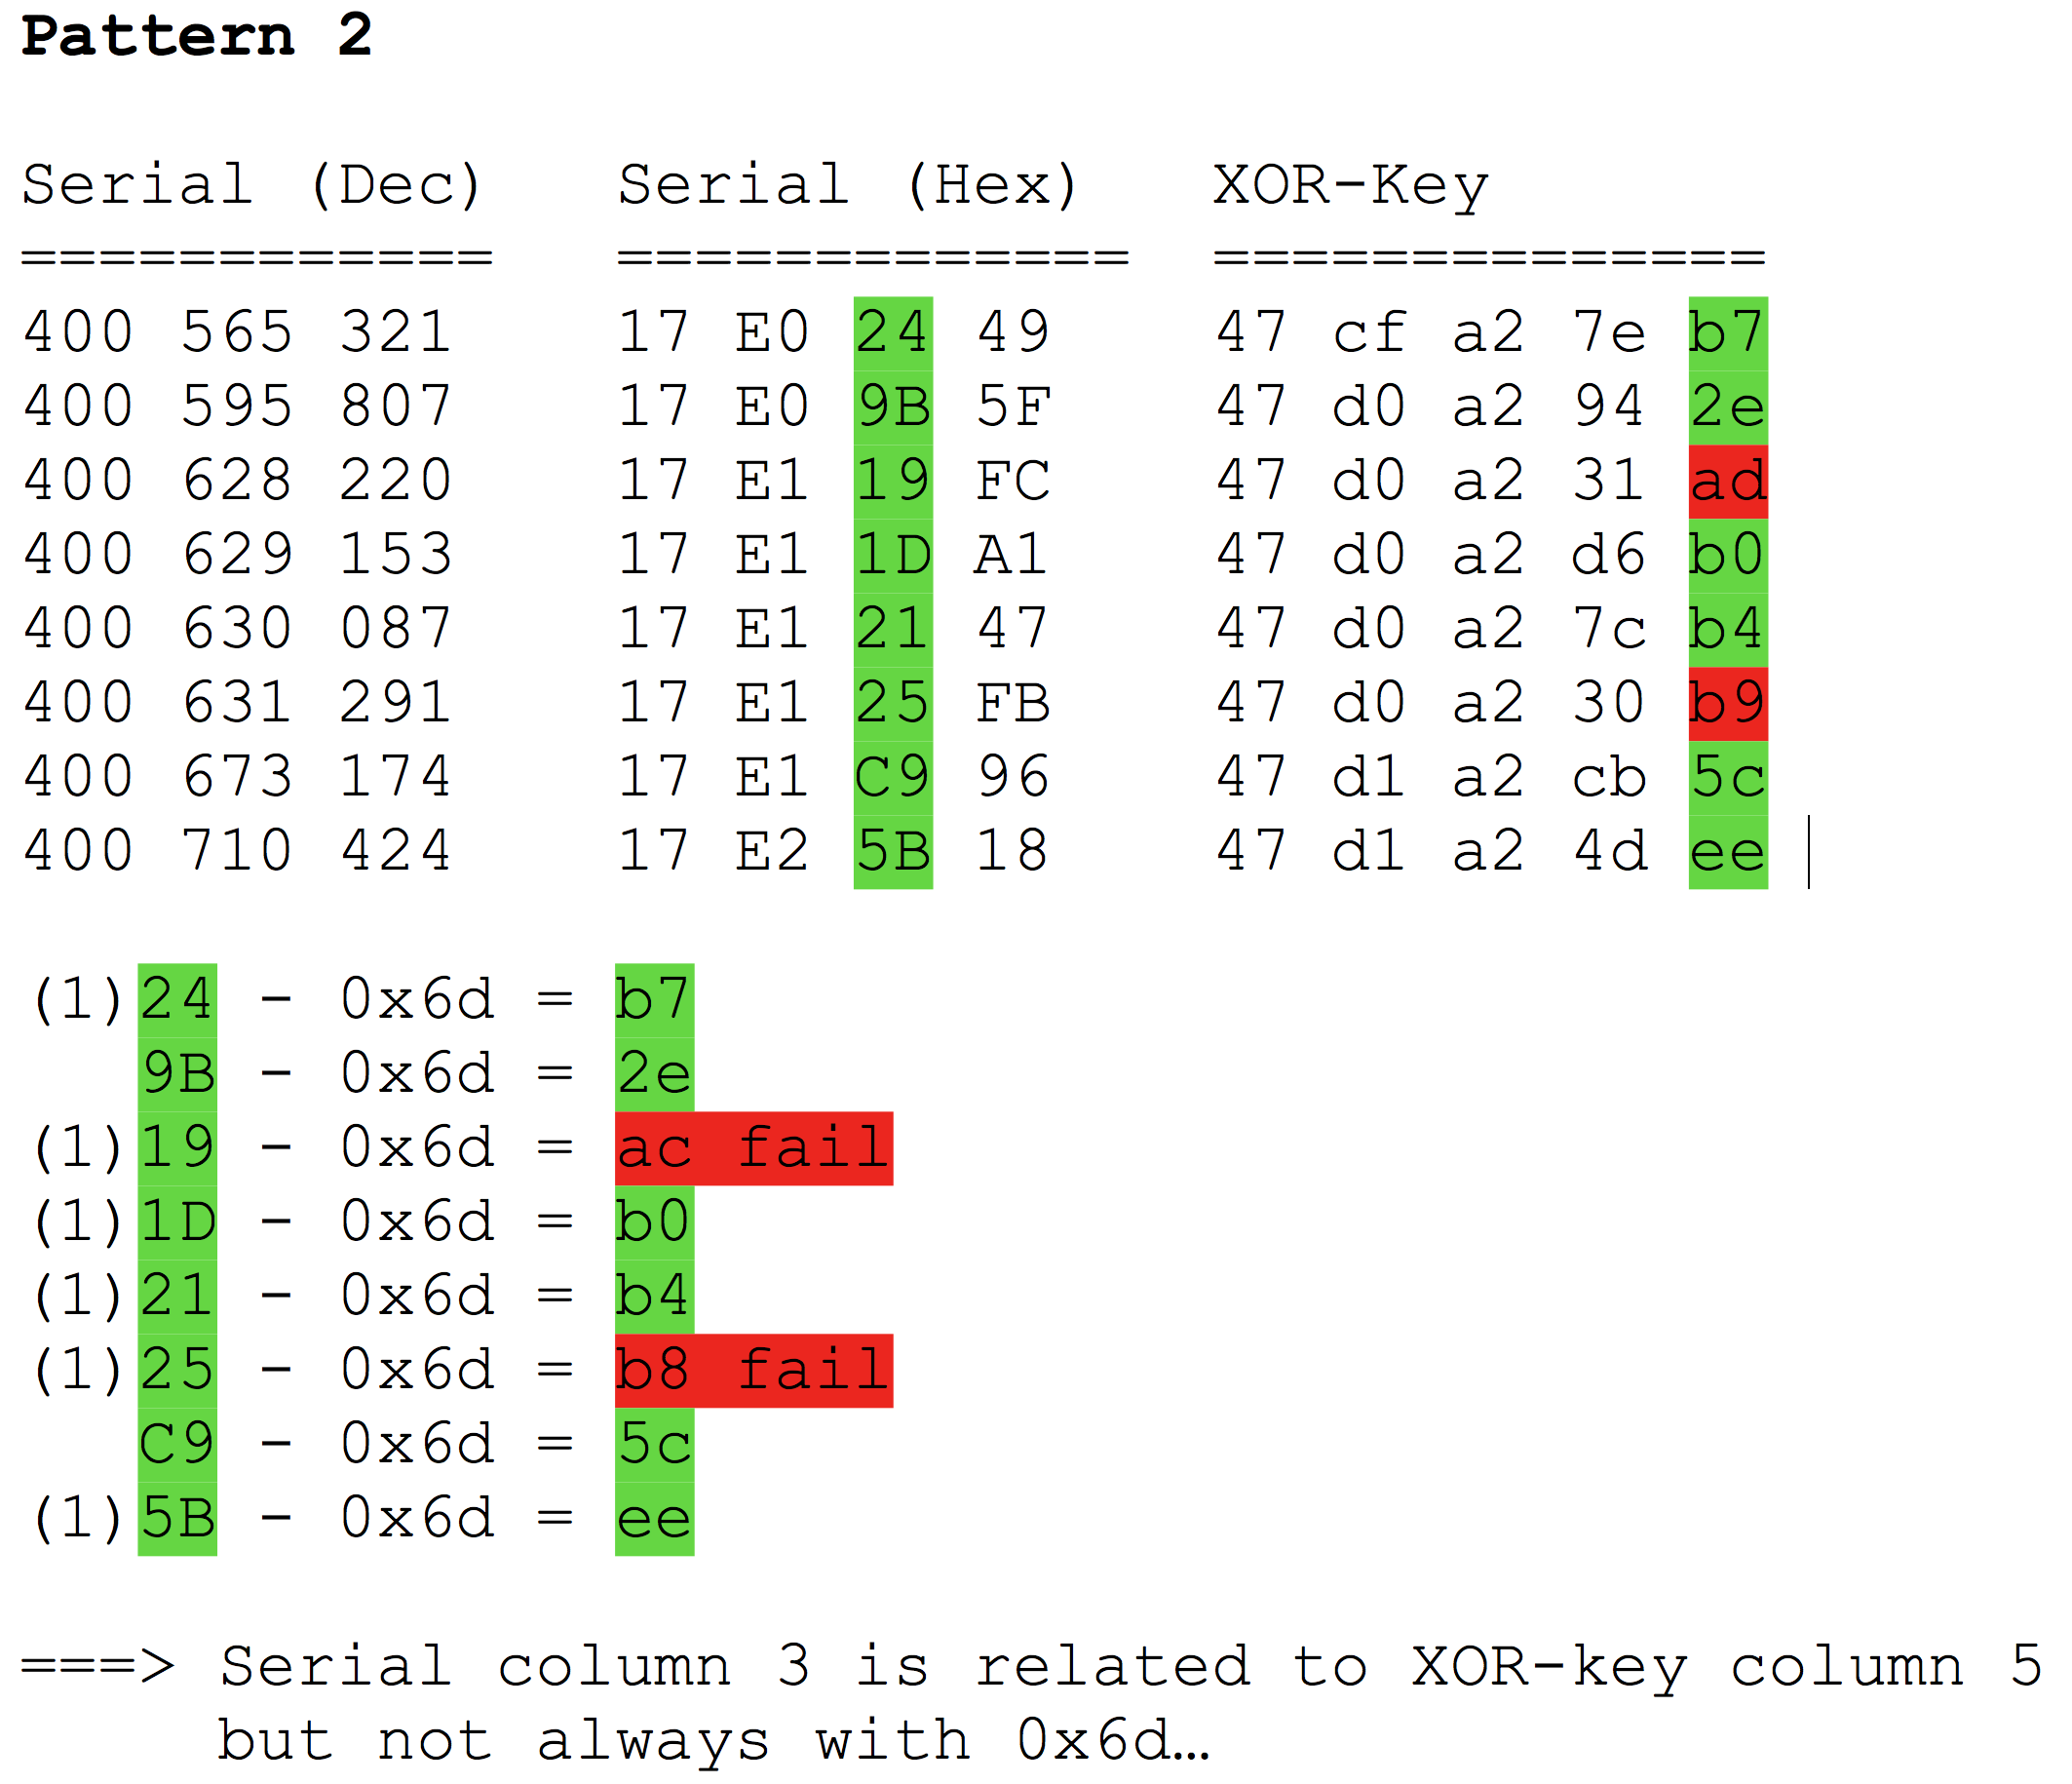 Pattern 2
Serial (Dec) Serial (Hex) XOR-Key
============ ============= ==============
400 565 321 17 E0 24 49 47 cf a2 7e b7
400 595 807 17 E0 9B 5F 47 d0 a2 94 2e
400 628 220 17 E1 19 FC 47 d0 a2 31 ad
400 629 153 17 E1 1D A1 47 d0 a2 d6 b0
400 630 087 17 E1 21 47 47 d0 a2 7c b4
400 631 291 17 E1 25 FB 47 d0 a2 30 b9
400 673 174 17 E1 C9 96 47 d1 a2 cb 5c
400 710 424 17 E2 5B 18 47 d1 a2 4d ee
(1)24 - 0x6d = b7
9B - 0x6d = 2e
(1)19 - 0x6d = ac fail
(1)1D - 0x6d = b0
(1)21 - 0x6d = b4
(1)25 - 0x6d = b8 fail
C9 - 0x6d = 5c
(1)5B - 0x6d = ee
===> Serial column 3 is related to XOR-key column 5
but not always with 0x6d…